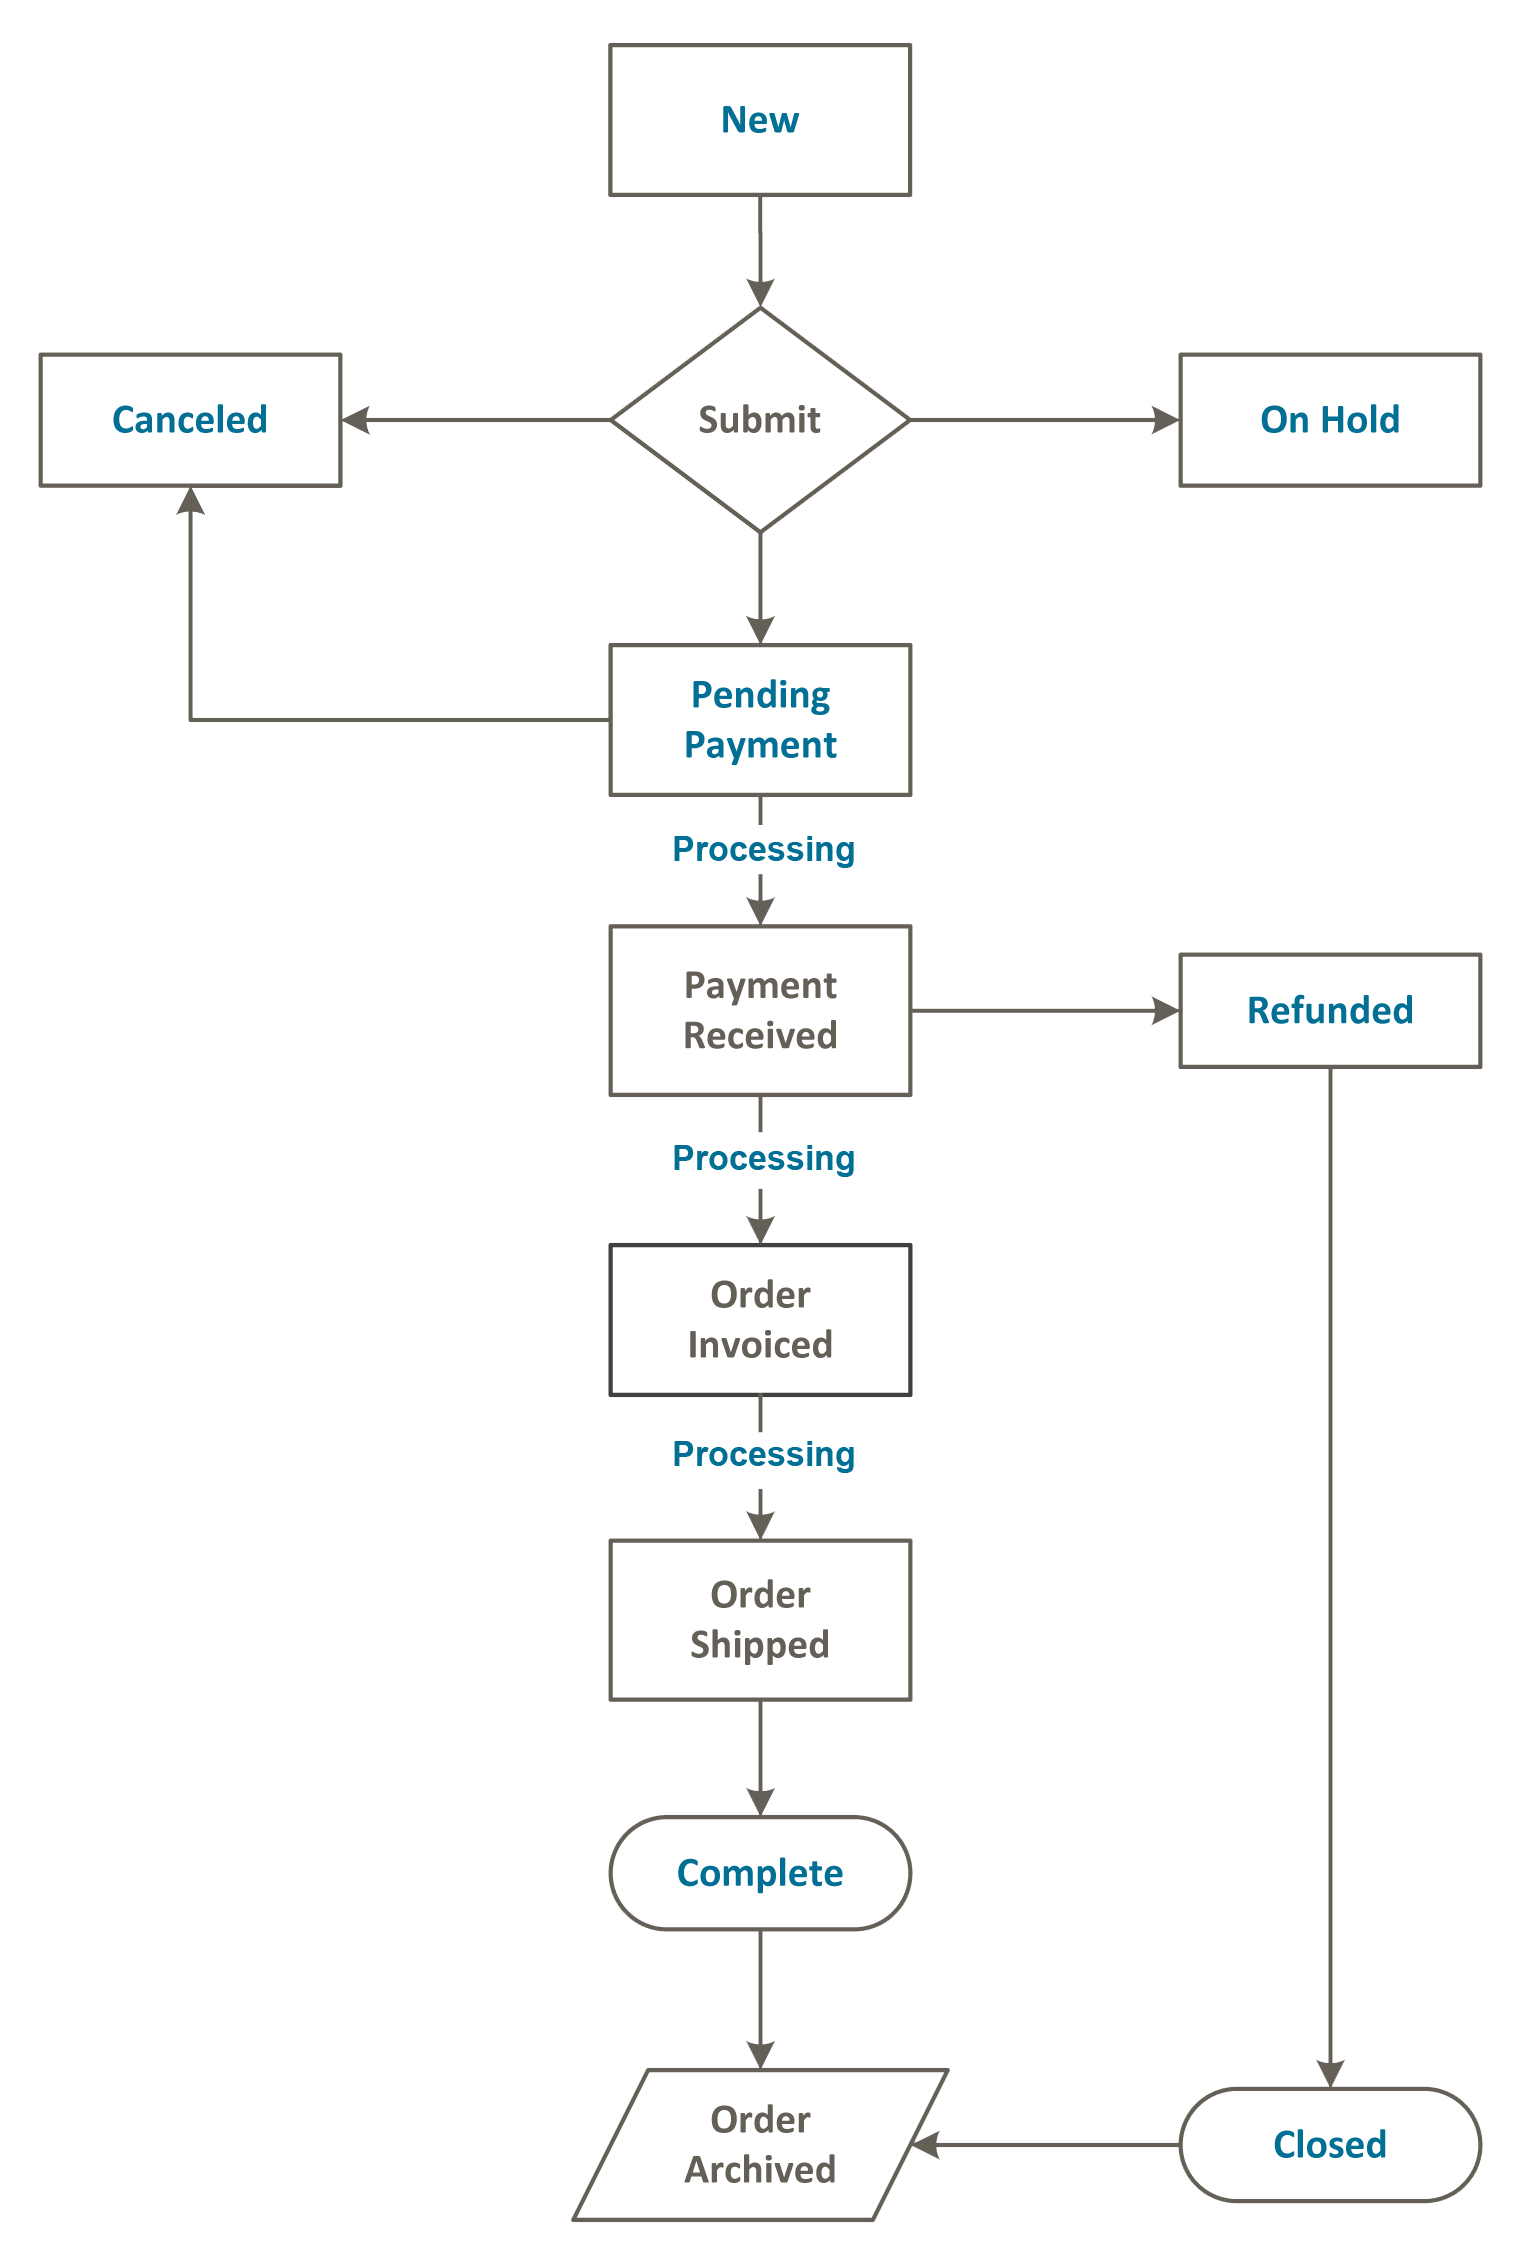 New
Canceled
Submit
On Hold
Pending
Payment
Processing
Payment
Received
Refunded
Processing
Order
Invoiced
Processing
Order
Shipped
Complete
Order
Archived
Closed